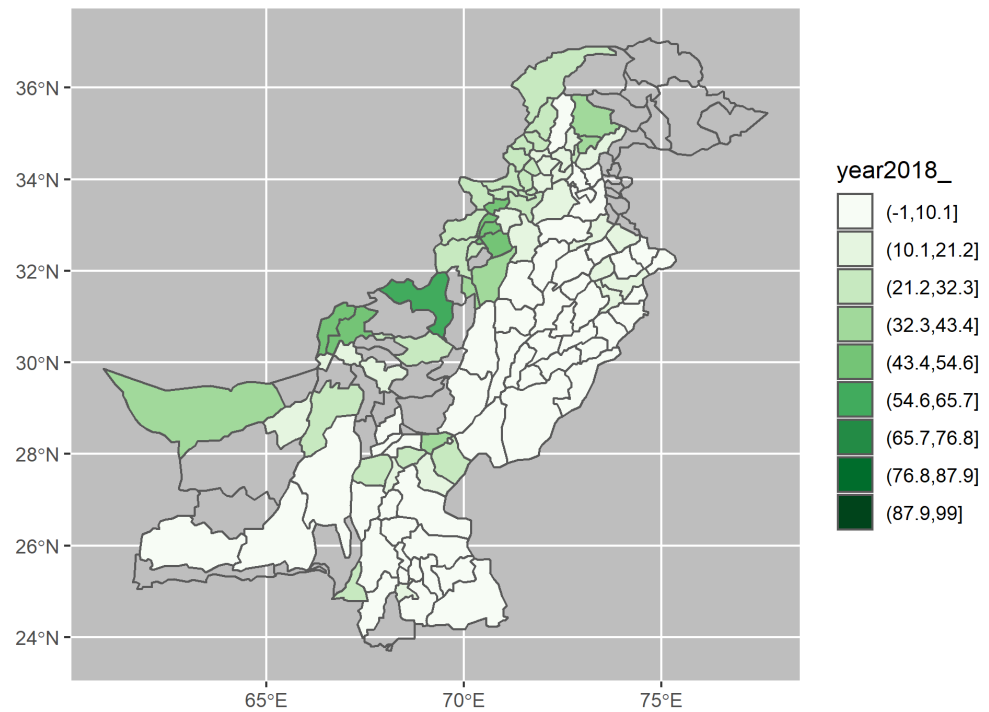 36°N
34°N
32°N
30°N
28°N
26°N
24°N
65°E
70°E
75°E
year2018_
(-1,10.1]
(10.1,21.2]
(21.2,32.3]
(32.3,43.4]
(43.4,54.6]
(54.6,65.7]
(65.7,76.8]
(76.8,87.9]
(87.9,99]